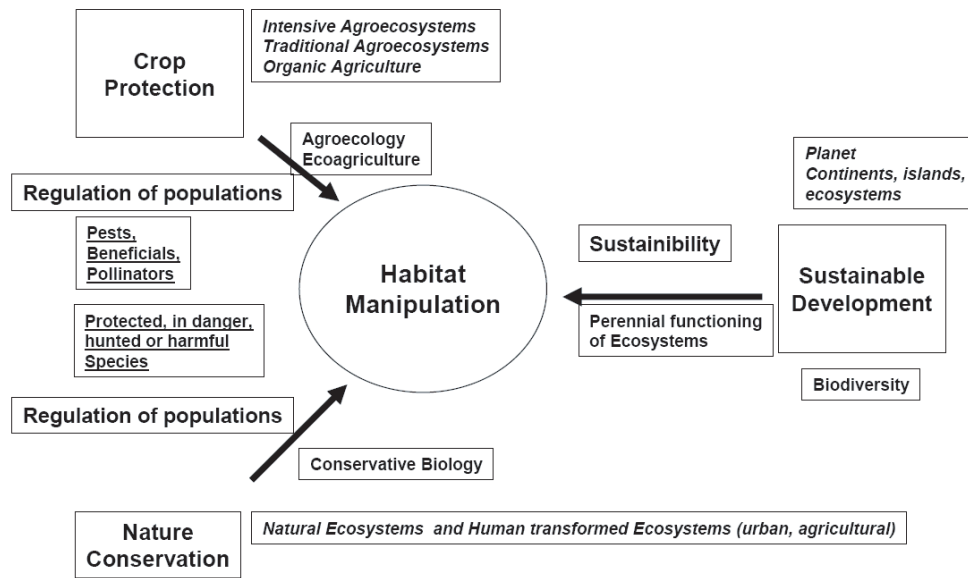 Crop
Protection
Intensive Agroecosystems
Traditional Agroecosystems
Organic Agriculture
Agroecology
Ecoagriculture
Planet
Continents, islands,
ecosystems
Regulation of populations
Pests,
Beneficials,
Pollinators
Habitat
Manipulation
Sustainibility
Sustainable
Development
Protected, in danger,
hunted or harmful
Species
Perennial functioning
of Ecosystems
Biodiversity
Regulation of populations
Conservative Biology
Nature
Conservation
Natural Ecosystems and Human transformed Ecosystems (urban, agricultural)